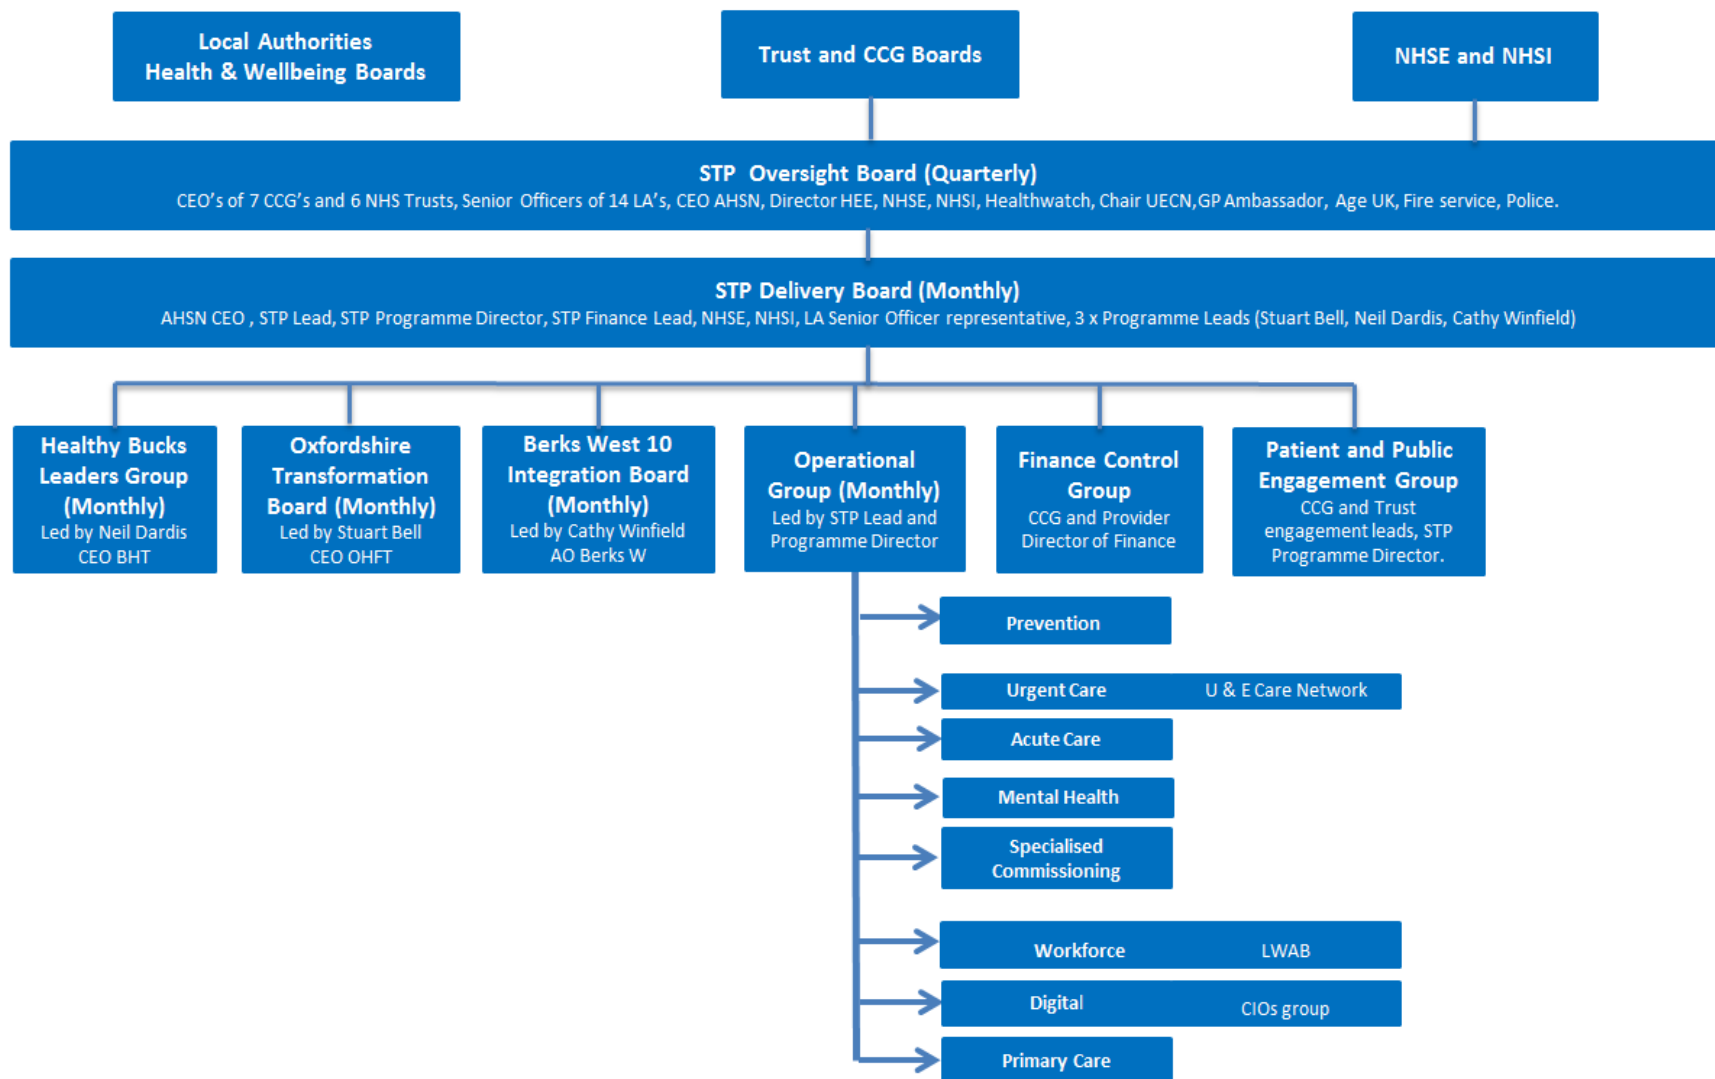 Local Authorities
Health & Wellbeing Boards
Trust and CCG Boards
NHSE and NHSI
STP Oversight Board (Quarterly)
CEO's of 7 CCG's and 6 NHS Trusts, Senior Officers of 14 LA's, CEO AHSN, Director HEE, NHSE, NHSI, Healthwatch, Chair UECN,GP Ambassador, Age UK, Fire service, Police.
STP Delivery Board (Monthly)
AHSN CEO , STP Lead, STP Programme Director, STP Finance Lead, NHSE, NHSI, LA Senior Officer representative, 3 x Programme Leads (Stuart Bell, Neil Dardis, Cathy Winfield)
Healthy Bucks
Leaders Group
(Monthly)
Led by Neil Dardis
CEO BHT
Oxfordshire
Transformation
Board (Monthly)
Led by Stuart Bell
CEO OHFT
Berks West 10
Integration Board
(Monthly)
Led by Cathy Winfield
AO Berks W
Operational
Group (Monthly)
Led by STP Lead and
Programme Director
Finance Control
Group
CCG and Provider
Director of Finance
Patient and Public
Engagement Group
CCG and Trust
engagement leads, STP
Programme Director.
Prevention
Urgent Care U & E Care Network
Acute Care
Mental Health
Specialised
Commissioning
Workforce LWAB
Digital CIOs group
Primary Care